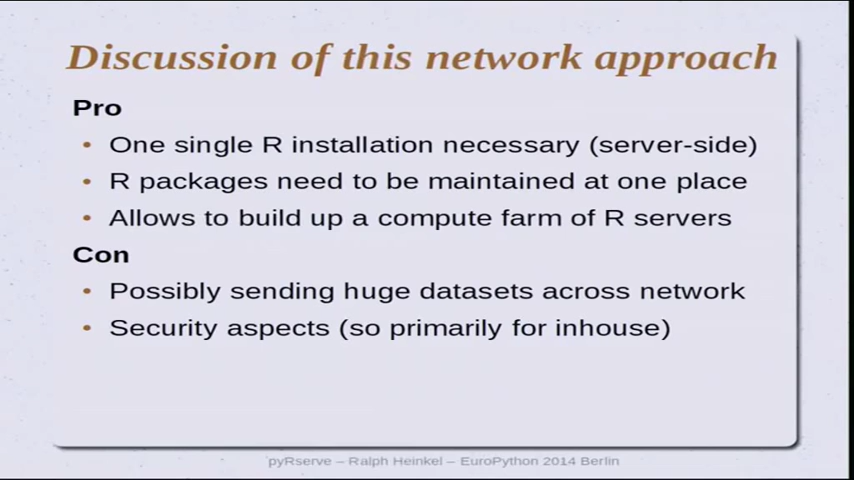 Discussion of this network approach
Pro
• One single R installation necessary (server-side)
• R packages need to be maintained at one place
• Allows to build up a compute farm of R servers
Con
• Possibly sending huge datasets across network
• Security aspects (so primarily for inhouse)
pyRserve – Ralph Heinkel – EuroPython 2014 Berlin